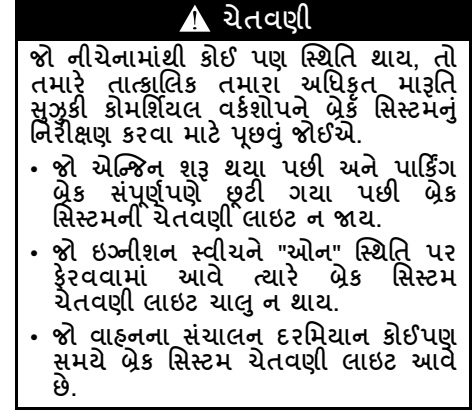 ચેતવણી
જો નીચેનામાંથી કોઈ પણ સ્થિતિ થાય, તો
તમારે તાત્કાલિક તમારા અધિકૃત મારૂતિ
સુઝુકી કોમર્શિયલ વર્કશોપને બ્રેક સિસ્ટમનું
નિરીક્ષણ કરવા માટે પૂછવું જોઈએ.
• જો એન્જિન શરૂ થયા પછી અને પાર્કિંગ
બ્રેક સંપૂર્ણપણે છૂટી ગયા પછી બ્રેક
સિસ્ટમની ચેતવણી લાઇટ ન જાય.
• જો ઇગ્નીશન સ્વીચને "ઓન" સ્થિતિ પર
ફેરવવામાં આવે ત્યારે બ્રેક સિસ્ટમ
ચેતવણી લાઇટ ચાલુ ન થાય.
• જો વાહનના સંચાલન દરમિયાન કોઈપણ
સમયે બ્રેક સિસ્ટમ ચેતવણી લાઇટ આવે
છે.